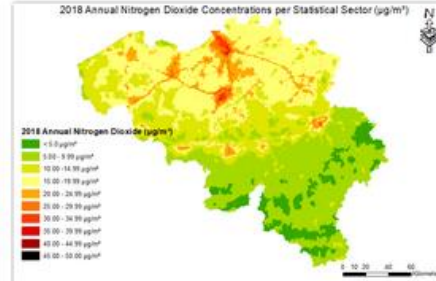 2018 Annual Nitrogen Dioxide Concentrations per Statistical Sector (µg/m³)
N
2018 Annual Nitrogen Dioxide (µg/m³)
< 5.0 µg/m³
5.00 - 9.99 µg/m³
10.00 - 14.99 µg/m³
15.00 - 19.99 µg/m³
20.00 - 24.99 µg/m³
25.00 - 29.99 µg/m³
30.00 - 34.99 µg/m³
35.00 - 39.99 µg/m³
40.00 - 44.99 µg/m³
45.00 - 50.00 µg/m³
0 10 20 40 60
Kilometers